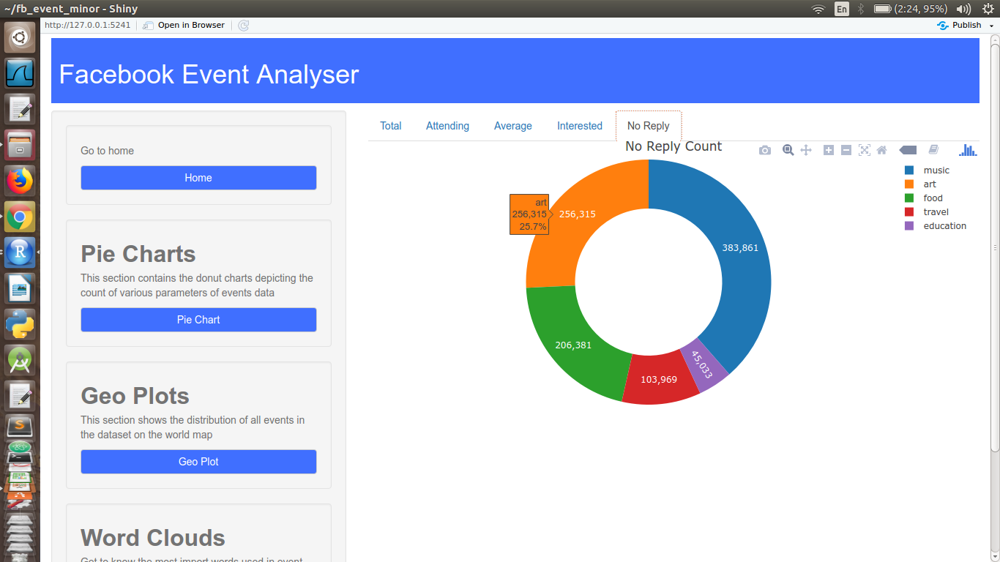 ~/fb_event_minor - Shiny
En
(2:24, 95%)
http://127.0.0.1:5241
Open in Browser
Publish
Facebook Event Analyser
Go to home
Home
Pie Charts
This section contains the donut charts depicting the
count of various parameters of events data
Pie Chart
Geo Plots
This section shows the distribution of all events in
the dataset on the world map
Geo Plot
Word Clouds
Get to know the most import words used in event
Total
Attending
Average
Interested
No Reply
No Reply Count
music
art
food
travel
education
art
256,315
25.7%
256,315
383,861
206,381
103,969
45,033